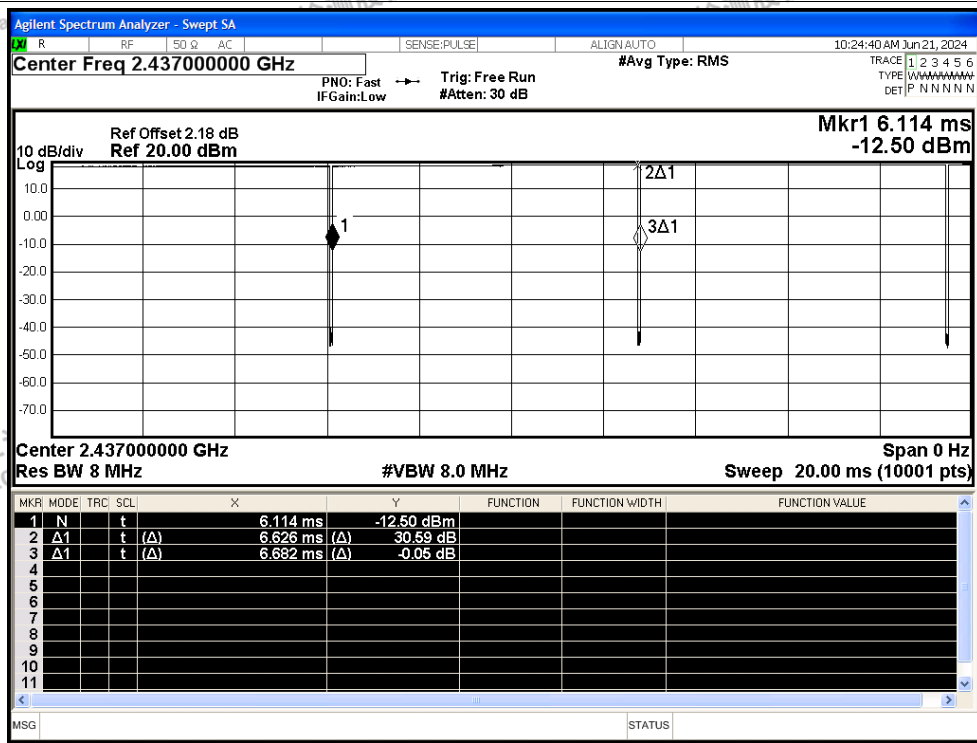 Agilent Spectrum Analyzer - Swept SA
LXI R RF 50 Ω AC SENSE:PULSE ALIGN AUTO 10:24:40 AM Jun 21, 2024
Center Freq 2.437000000 GHz #Avg Type: RMS TRACE 1 2 3 4 5 6
PNO: Fast Trig: Free Run TYPE WWWWWW
IFGain:Low #Atten: 30 dB DET P N N N N N
Mkr1 6.114 ms
Ref Offset 2.18 dB
10 dB/div Ref 20.00 dBm -12.50 dBm
Log
2Δ1
10.0
0.00
1 3Δ1
-10.0
-20.0
-30.0
-40.0
-50.0
-60.0
-70.0
Center 2.437000000 GHz Span 0 Hz
Res BW 8 MHz #VBW 8.0 MHz Sweep 20.00 ms (10001 pts)
MKR MODE TRC SCL X Y FUNCTION FUNCTION WIDTH FUNCTION VALUE
1 N t 6.114 ms -12.50 dBm
2 Δ1 t (Δ) 6.626 ms (Δ) 30.59 dB
3 Δ1 t (Δ) 6.682 ms (Δ) -0.05 dB
4
5
6
7
8
9
10
11
MSG STATUS